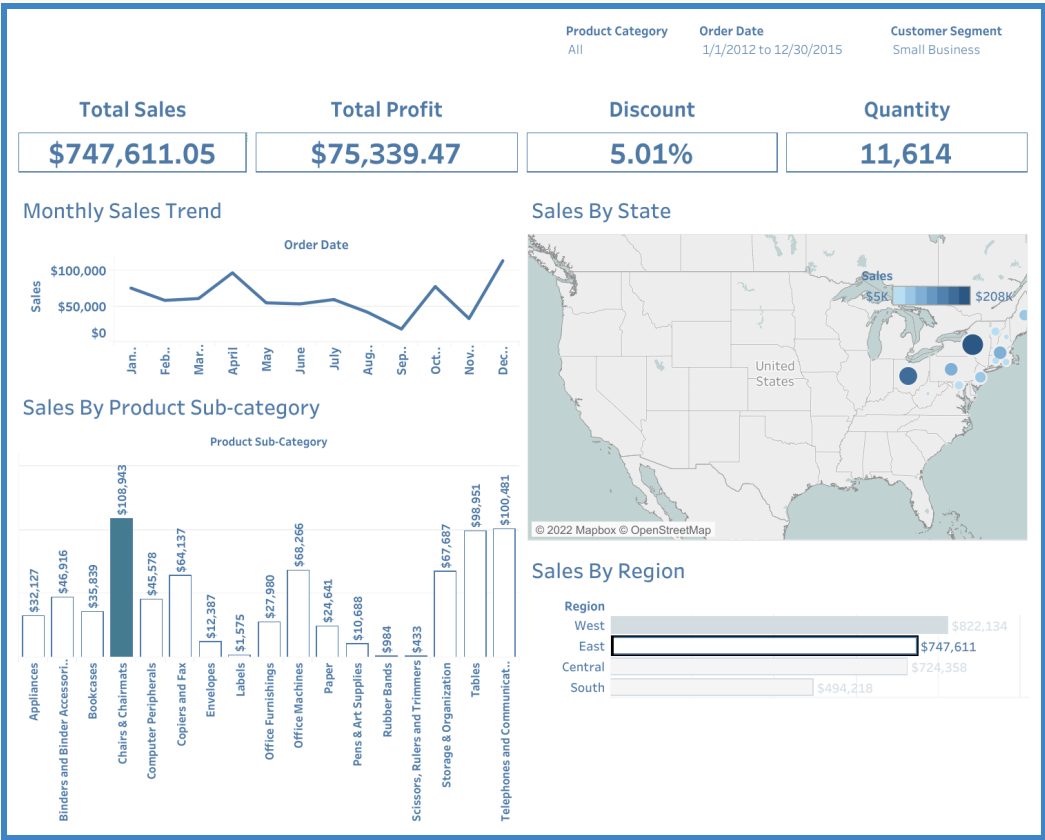 Product Category Order Date Customer Segment
All 1/1/2012 to 12/30/2015 Small Business
Total Sales Total Profit Discount Quantity
$747,611.05 $75,339.47 5.01% 11,614
Monthly Sales Trend
Order Date
Sales
$100,000
$50,000
$0
Jan.. Feb.. Mar.. April May June July Aug.. Sep.. Oct.. Nov.. Dec..
Sales By Product Sub-category
Product Sub-Category
$32,127 $46,916 $35,839 $108,943 $45,578 $64,137 $12,387 $1,575 $27,980 $68,266 $24,641 $10,688 $984 $433 $67,687 $98,951 $100,481
Appliances
Binders and Binder Accessori..
Bookcases
Chairs & Chairmats
Computer Peripherals
Copiers and Fax
Envelopes
Labels
Office Furnishings
Office Machines
Paper
Pens & Art Supplies
Rubber Bands
Scissors, Rulers and Trimmers
Storage & Organization
Tables
Telephones and Communicat..
Sales By State
Sales
$5K $208K
United
States
© 2022 Mapbox © OpenStreetMap
Sales By Region
Region
West $822,134
East $747,611
Central $724,358
South $494,218